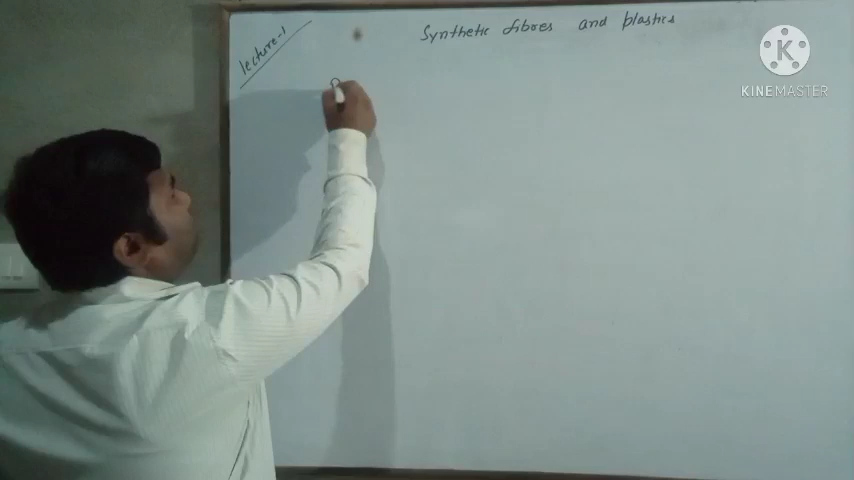 Lecture-1
Synthetic fibres and plastics
K
KINEMASTER